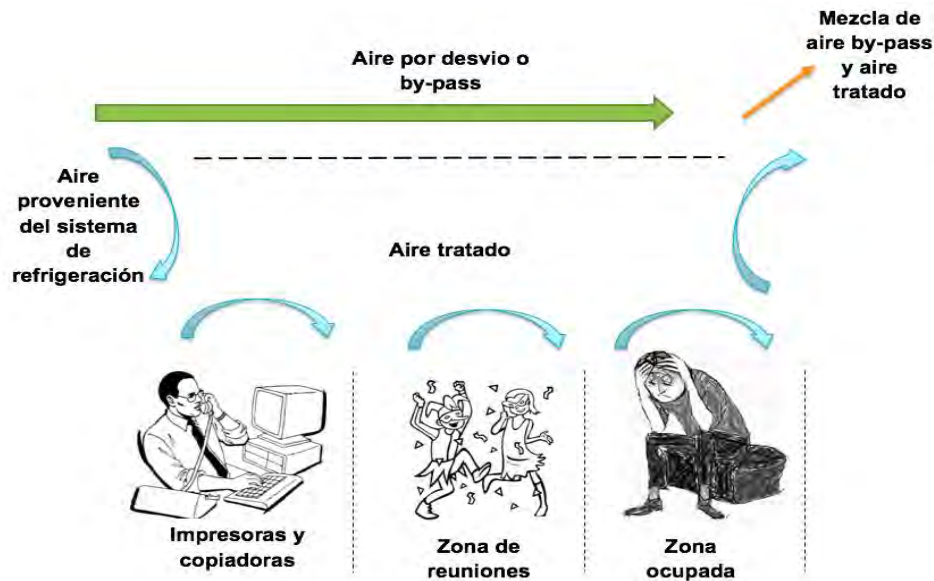 Mezcla de
aire by-pass
y aire
tratado
Aire por desvio o
by-pass
Aire
proveniente
del sistema
de
refrigeración
Aire tratado
Impresoras y
copiadoras
Zona de
reuniones
Zona
ocupada